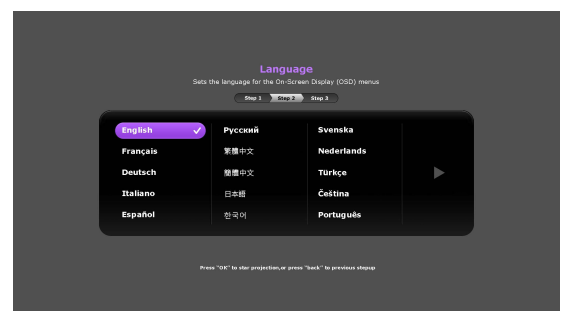 Language
Sets the language for the On-Screen Display (OSD) menus
Step 1 Step 2 Step 3
English Русский Svenska
Français 繁體中文 Nederlands
Deutsch 簡體中文 Türkçe
Italiano 日本語 Čeština
Español 한국어 Português
Press "OK" to star projection,or press "back" to previous stepup